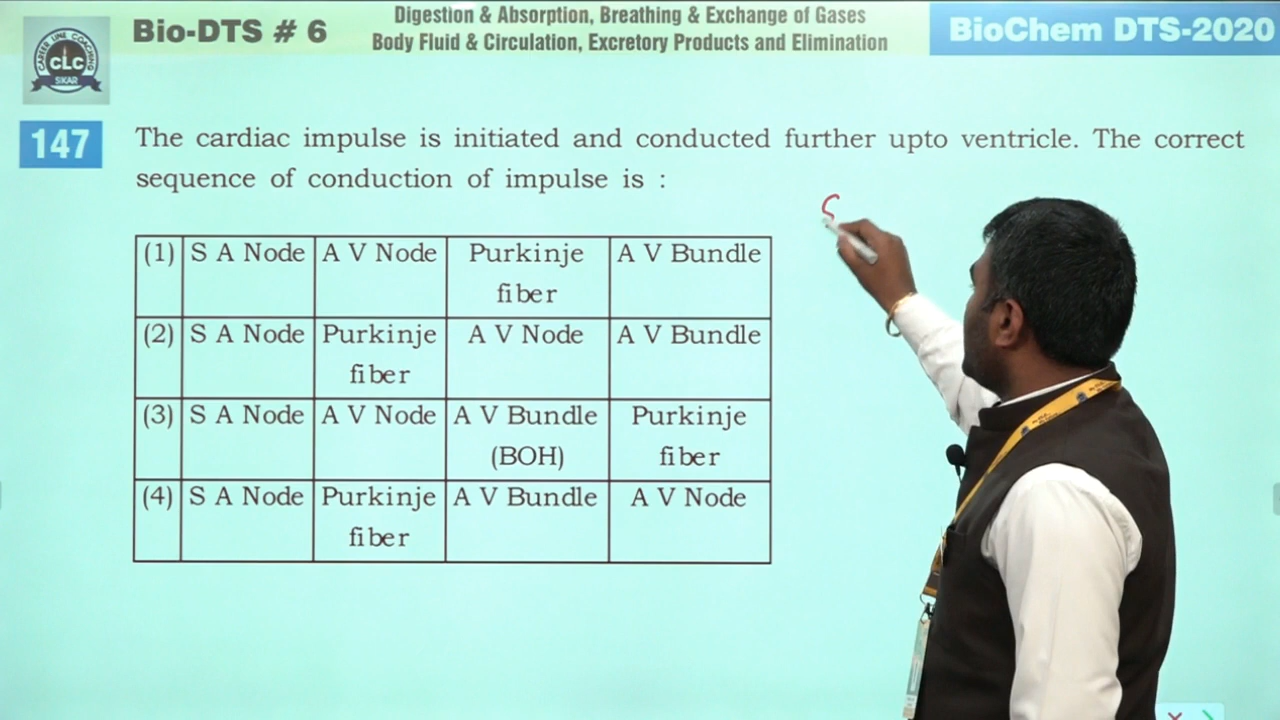 Bio-DTS # 6
Digestion & Absorption, Breathing & Exchange of Gases
Body Fluid & Circulation, Excretory Products and Elimination
BioChem DTS-2020
CAREER LINE COACHING
CLC
SIKAR
147
The cardiac impulse is initiated and conducted further upto ventricle. The correct
sequence of conduction of impulse is :
(1) S A Node A V Node Purkinje fiber A V Bundle
(2) S A Node Purkinje fiber A V Node A V Bundle
(3) S A Node A V Node A V Bundle (BOH) Purkinje fiber
(4) S A Node Purkinje fiber A V Bundle A V Node